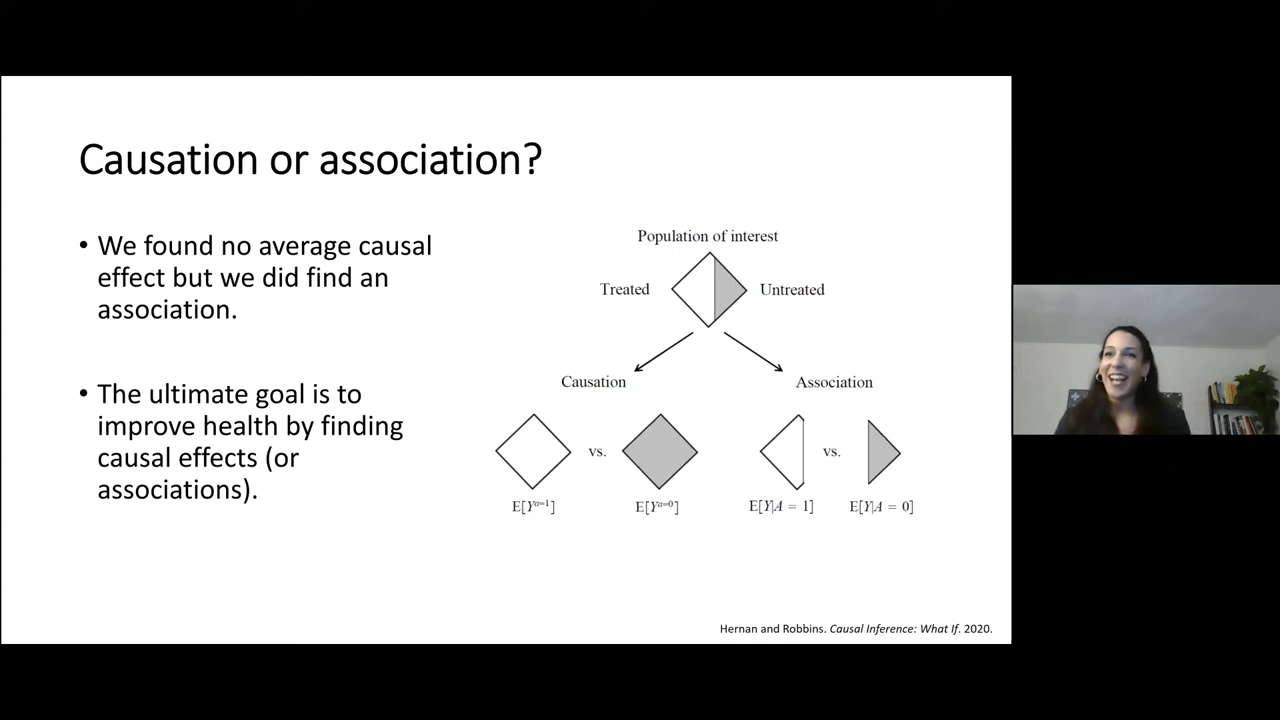 Causation or association?
• We found no average causal
effect but we did find an
association.
• The ultimate goal is to
improve health by finding
causal effects (or
associations).
Population of interest
Treated
Untreated
Causation
Association
vs.
vs.
E[Yᵃ⁼¹]
E[Yᵃ⁼⁰]
E[Y|A = 1]
E[Y|A = 0]
Hernan and Robbins. Causal Inference: What If. 2020.